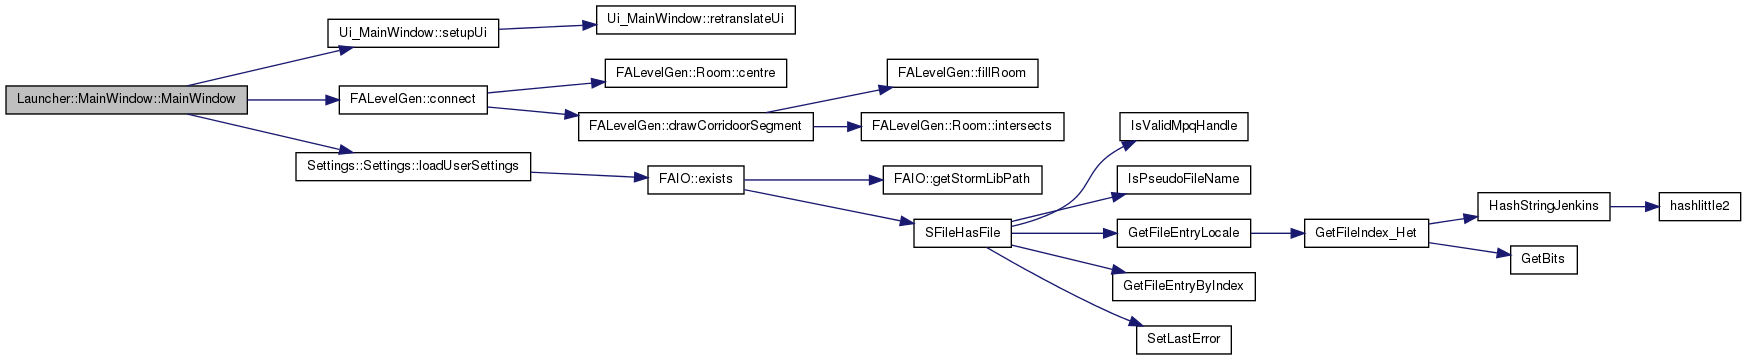 Launcher::MainWindow::MainWindow
Ui_MainWindow::setupUi
Ui_MainWindow::retranslateUi
FALevelGen::connect
FALevelGen::Room::centre
FALevelGen::drawCorridoorSegment
FALevelGen::fillRoom
FALevelGen::Room::intersects
Settings::Settings::loadUserSettings
FAIO::exists
FAIO::getStormLibPath
SFileHasFile
IsValidMpqHandle
IsPseudoFileName
GetFileEntryLocale
GetFileIndex_Het
HashStringJenkins
hashlittle2
GetBits
GetFileEntryByIndex
SetLastError